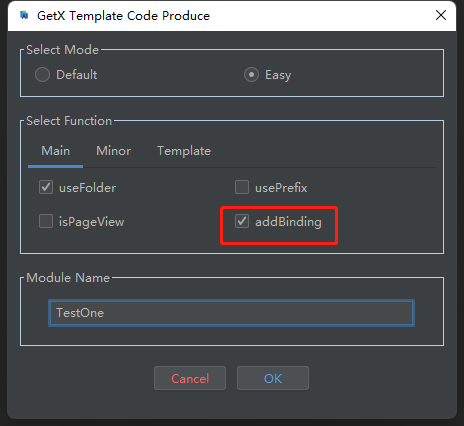 GetX Template Code Produce
Select Mode
Default Easy
Select Function
Main Minor Template
useFolder usePrefix
isPageView addBinding
Module Name
TestOne
Cancel OK